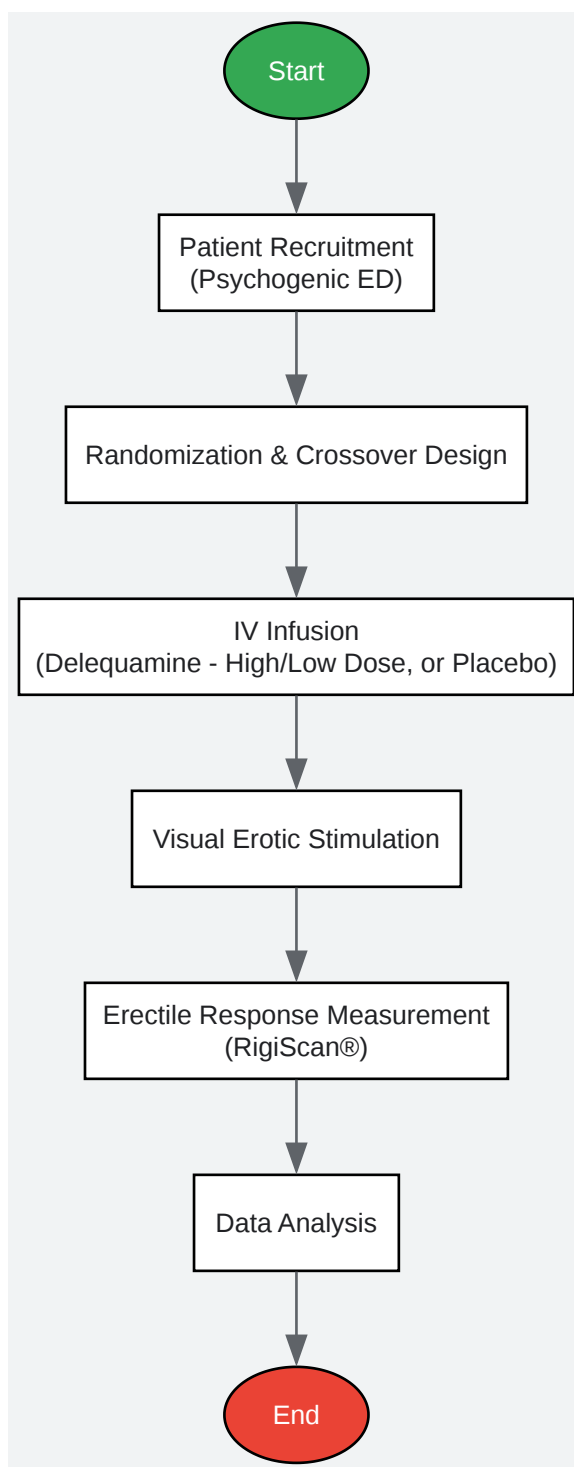 Start
Patient Recruitment
(Psychogenic ED)
Randomization & Crossover Design
IV Infusion
(Delequamine - High/Low Dose, or Placebo)
Visual Erotic Stimulation
Erectile Response Measurement
(RigiScan®)
Data Analysis
End